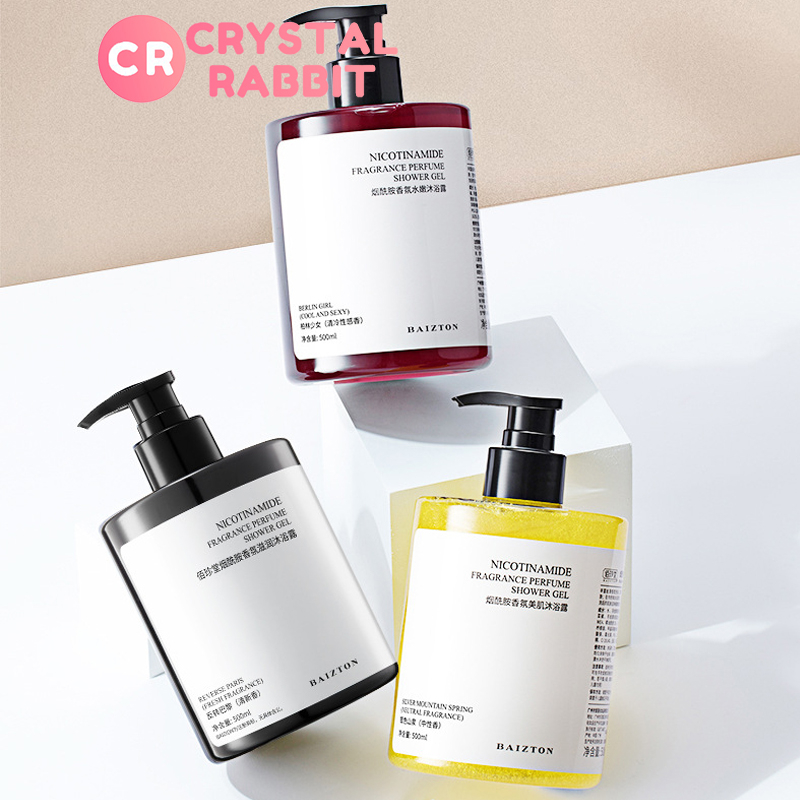 CR
CRYSTAL
RABBIT
NICOTINAMIDE
FRAGRANCE PERFUME
SHOWER GEL
烟酰胺香氛水嫩沐浴露
BERLIN GIRL
(COOL AND SEXY)
柏林少女（清冷性感香）
净含量:500ml
BAIZTON
NICOTINAMIDE
FRAGRANCE PERFUME
SHOWER GEL
佰珍堂烟酰胺香氛滋润沐浴露
REVERSE PARIS
(FRESH FRAGRANCE)
反转巴黎（清新香）
净含量:500ml
BAIZTON
NICOTINAMIDE
FRAGRANCE PERFUME
SHOWER GEL
烟酰胺香氛美肌沐浴露
SILVER MOUNTAIN SPRING
(NEUTRAL FRAGRANCE)
银色山泉（中性香）
净含量:500ml
BAIZTON